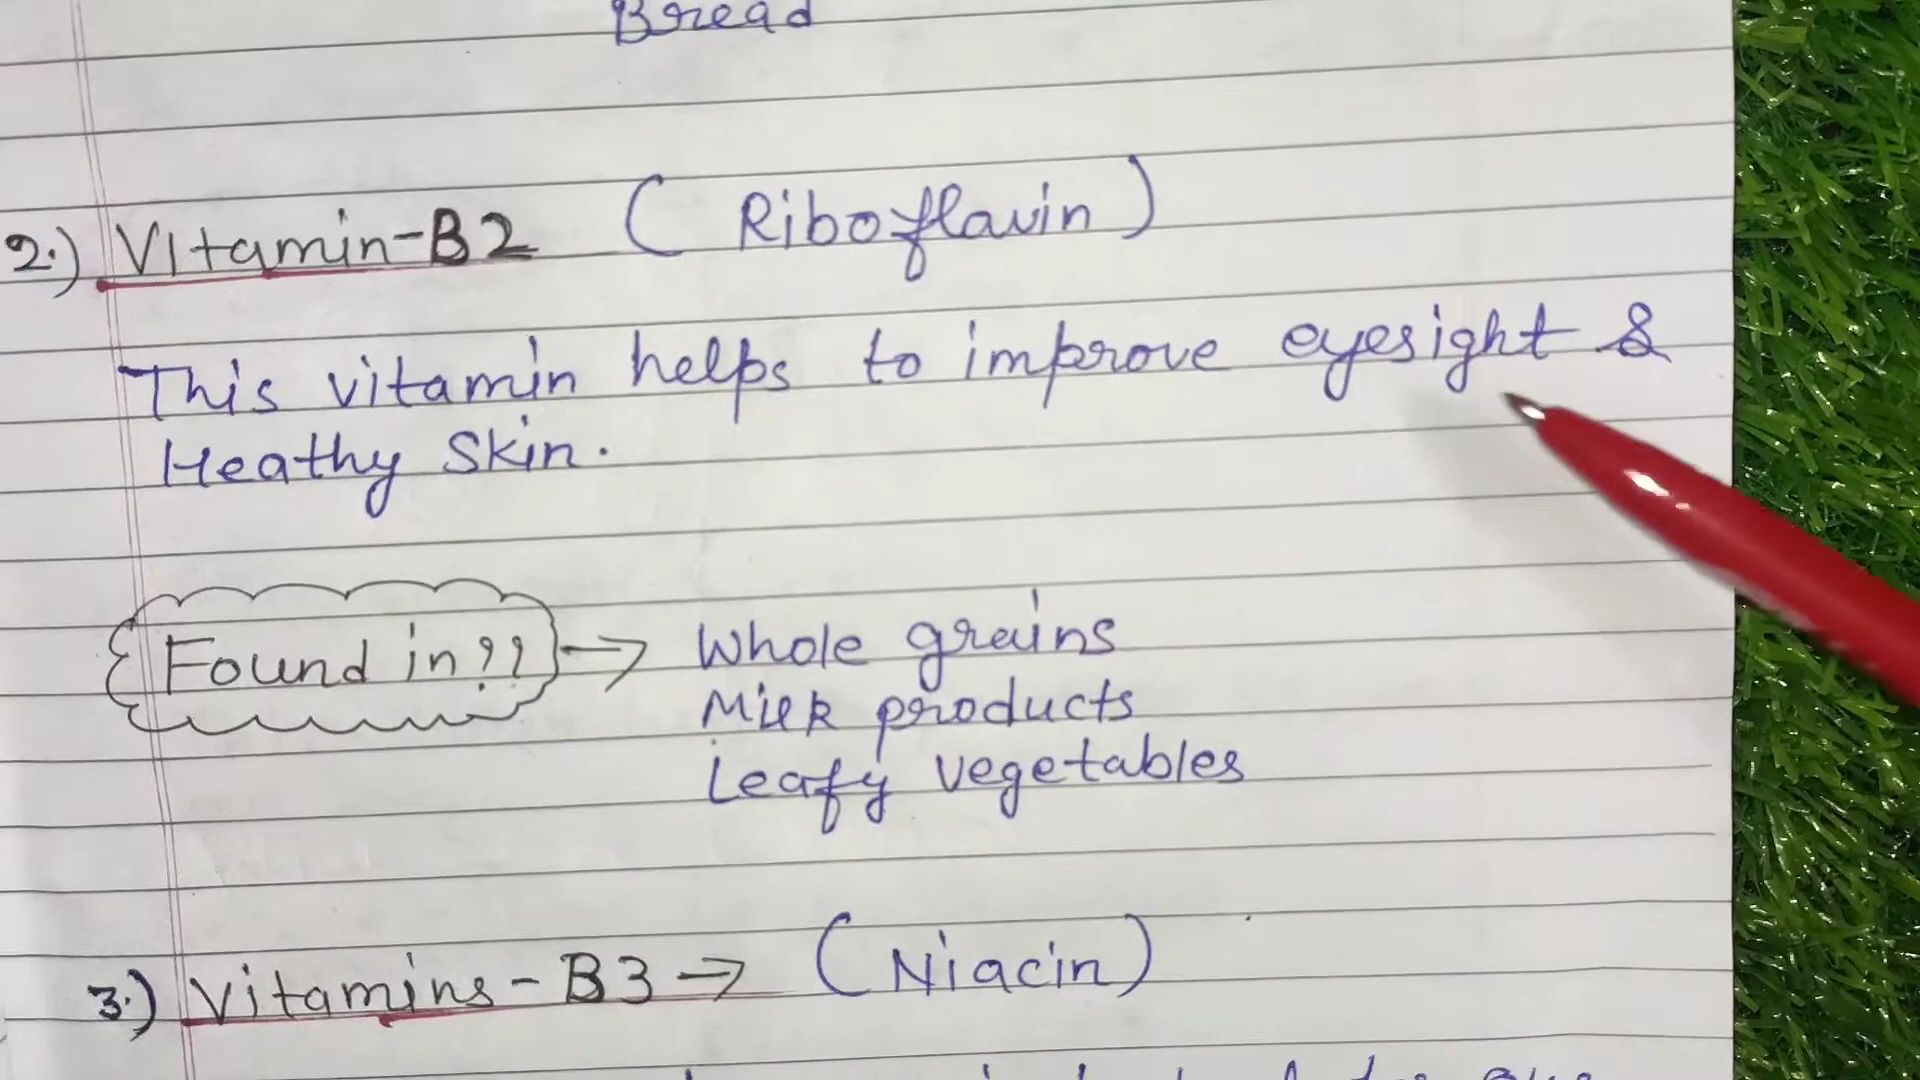 Bread
2.) Vitamin-B2 (Riboflavin)
This vitamin helps to improve eyesight &
Heathy Skin.
Found in?? → Whole grains
Milk products
Leafy vegetables
3.) Vitamins-B3 → (Niacin)